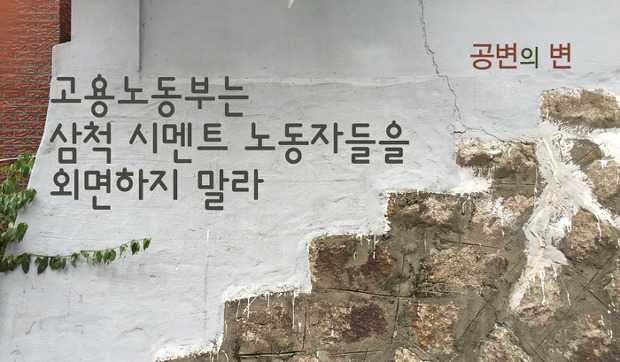 공변의 변
고용노동부는
삼척 시멘트 노동자들을
외면하지 말라